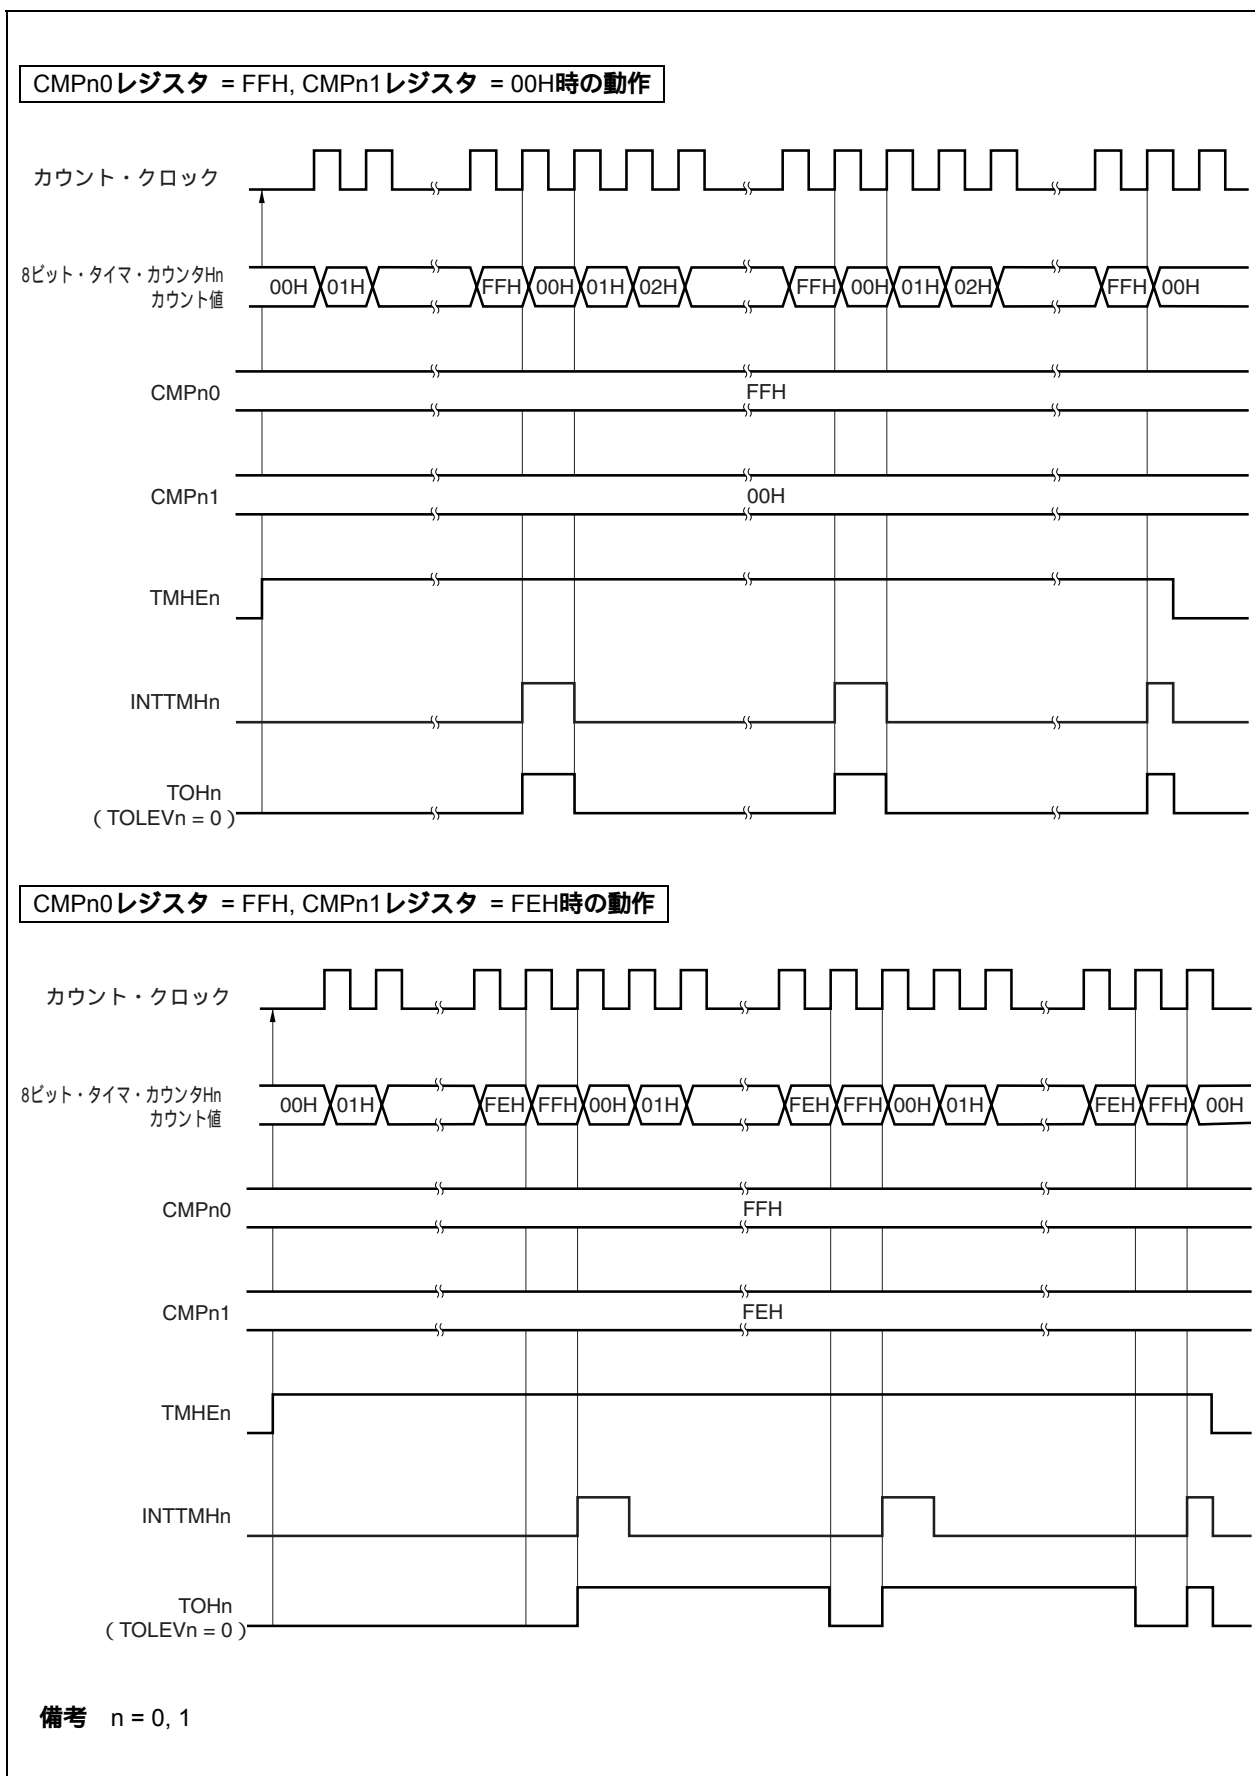 CMPn0レジスタ = FFH, CMPn1レジスタ = 00H時の動作
カウント・クロック
8ビット・タイマ・カウンタHn
カウント値
00H 01H FFH 00H 01H 02H FFH 00H 01H 02H FFH 00H
CMPn0
FFH
CMPn1
00H
TMHEn
INTTMHn
TOHn
(TOLEVn = 0)
CMPn0レジスタ = FFH, CMPn1レジスタ = FEH時の動作
カウント・クロック
8ビット・タイマ・カウンタHn
カウント値
00H 01H FEH FFH 00H 01H FEH FFH 00H 01H FEH FFH 00H
CMPn0
FFH
CMPn1
FEH
TMHEn
INTTMHn
TOHn
(TOLEVn = 0)
備考 n = 0, 1